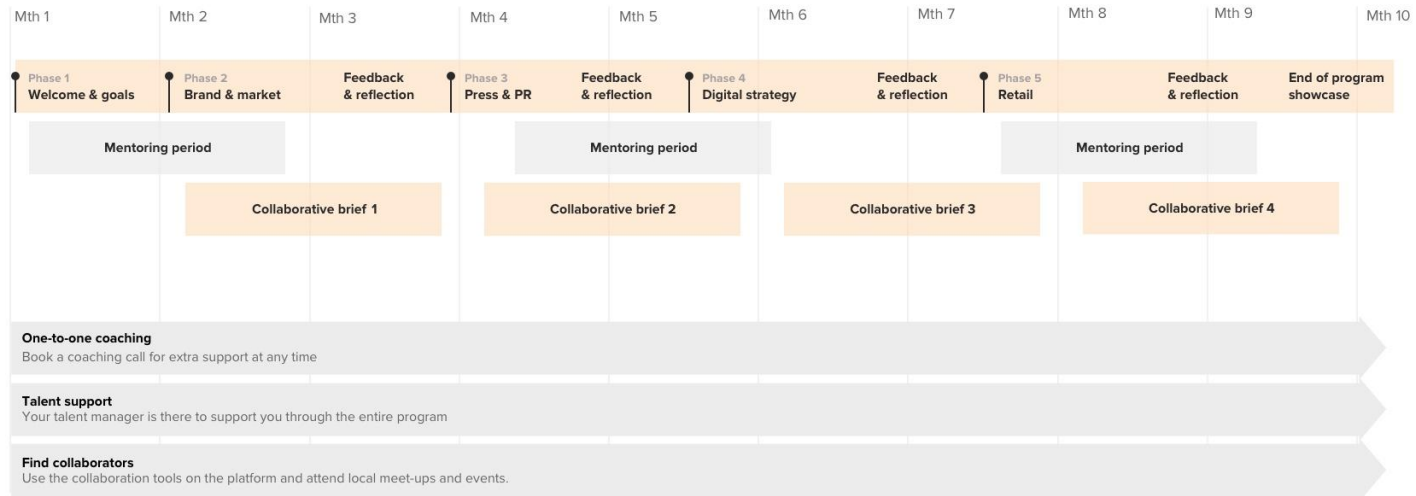 Mth 1
Mth 2
Mth 3
Mth 4
Mth 5
Mth 6
Mth 7
Mth 8
Mth 9
Mth 10
Phase 1
Welcome & goals
Phase 2
Brand & market
Feedback
& reflection
Phase 3
Press & PR
Feedback
& reflection
Phase 4
Digital strategy
Feedback
& reflection
Phase 5
Retail
Feedback
& reflection
End of program
showcase
Mentoring period
Mentoring period
Mentoring period
Collaborative brief 1
Collaborative brief 2
Collaborative brief 3
Collaborative brief 4
One-to-one coaching
Book a coaching call for extra support at any time
Talent support
Your talent manager is there to support you through the entire program
Find collaborators
Use the collaboration tools on the platform and attend local meet-ups and events.